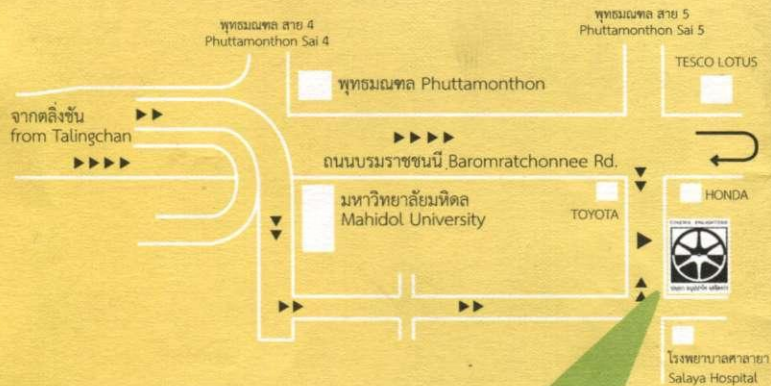 พุทธมณฑล สาย 4
Phuttamonthon Sai 4
พุทธมณฑล สาย 5
Phuttamonthon Sai 5
TESCO LOTUS
พุทธมณฑล Phuttamonthon
จากตลิ่งชัน
from Talingchan
ถนนบรมราชชนนี Baromratchonnee Rd.
มหาวิทยาลัยมหิดล
Mahidol University
TOYOTA
HONDA
CINEMA ENLIGHTENS
โรงพยาบาลศาลายา
Salaya Hospital